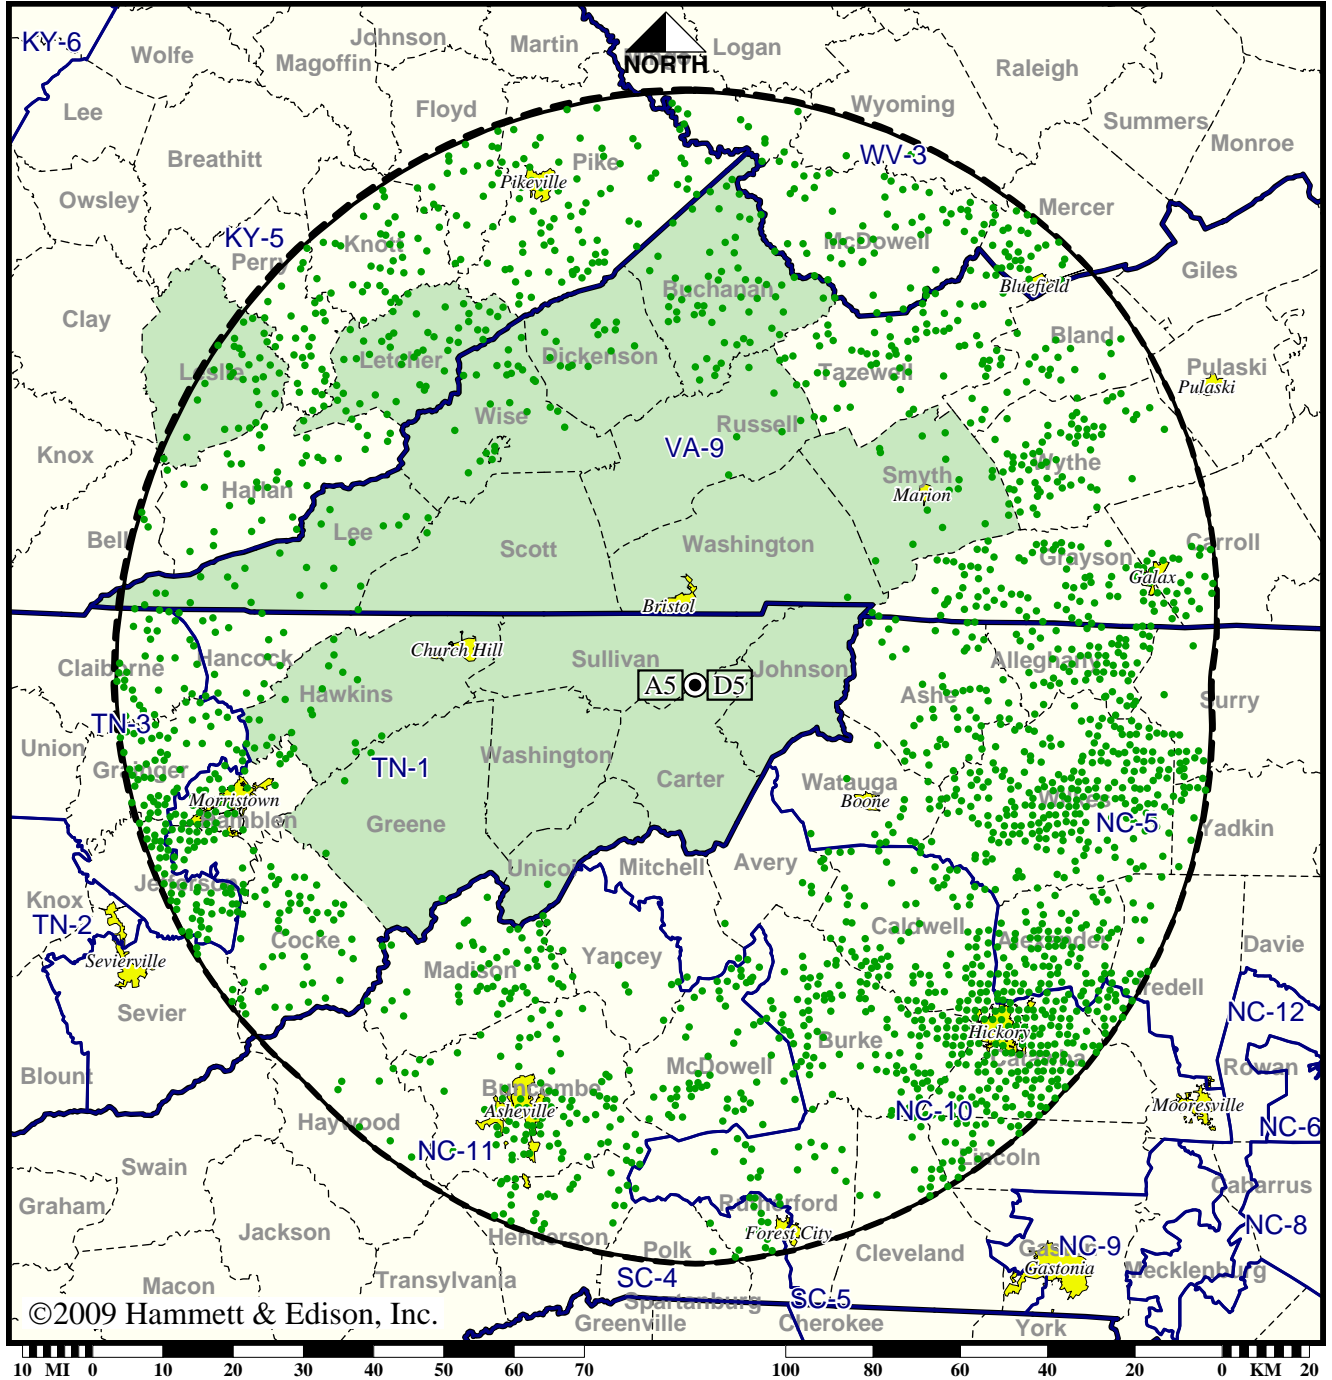 KY-6
Wolfe
Johnson
Magoffin
Martin
Mingo
Logan
NORTH
Raleigh
Lee
Floyd
Wyoming
Summers
Monroe
Breathitt
Pike
WV-3
Pikeville
Owsley
Mercer
KY-5
Knott
Perry
McDowell
Giles
Bluefield
Buchanan
Clay
Bland
Letcher
Dickenson
Leslie
Tazewell
Pulaski
Pulaski
Wise
Russell
VA-9
Knox
Wythe
Smyth
Marion
Harlan
Lee
Bell
Scott
Washington
Grayson
Carroll
Galax
Bristol
Church Hill
Claiborne
Hancock
Sullivan
Johnson
Alleghany
Hawkins
A5
D5
Ashe
Surry
TN-3
Union
Grainger
TN-1
Washington
Carter
Watauga
Boone
Wilkes
Morristown
Hamblen
Greene
NC-5
Yadkin
Unicoi
Mitchell
Avery
Jefferson
Knox
TN-2
Caldwell
Alexander
Davie
Cocke
Sevierville
Madison
Yancey
Iredell
Sevier
NC-12
Hickory
Burke
Catawba
McDowell
Rowan
Blount
Buncombe
Asheville
Mooresville
NC-10
Haywood
NC-6
NC-11
Lincoln
Swain
Cabarrus
Graham
Rutherford
Jackson
Henderson
Forest City
NC-8
Polk
Cleveland
Gaston
NC-9
Gastonia
Mecklenburg
Macon
Transylvania
SC-4
Spartanburg
SC-5
©2009 Hammett & Edison, Inc.
Greenville
Cherokee
York
10 MI 0 10 20 30 40 50 60 70 100 80 60 40 20 0 KM 20